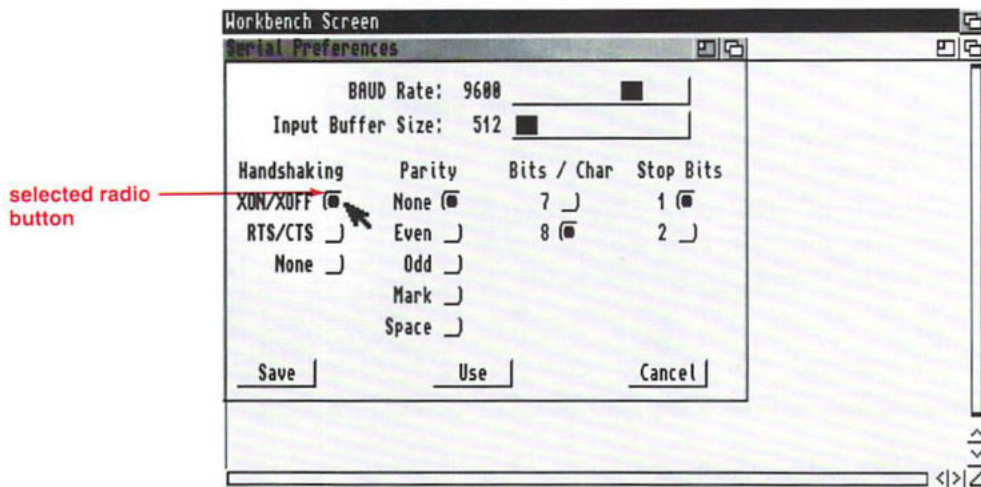 Workbench Screen
Serial Preferences
BAUD Rate: 9600
Input Buffer Size: 512
Handshaking Parity Bits / Char Stop Bits
selected radio button
XON/XOFF None 7 1
RTS/CTS Even 8 2
None Odd
Mark
Space
Save Use Cancel